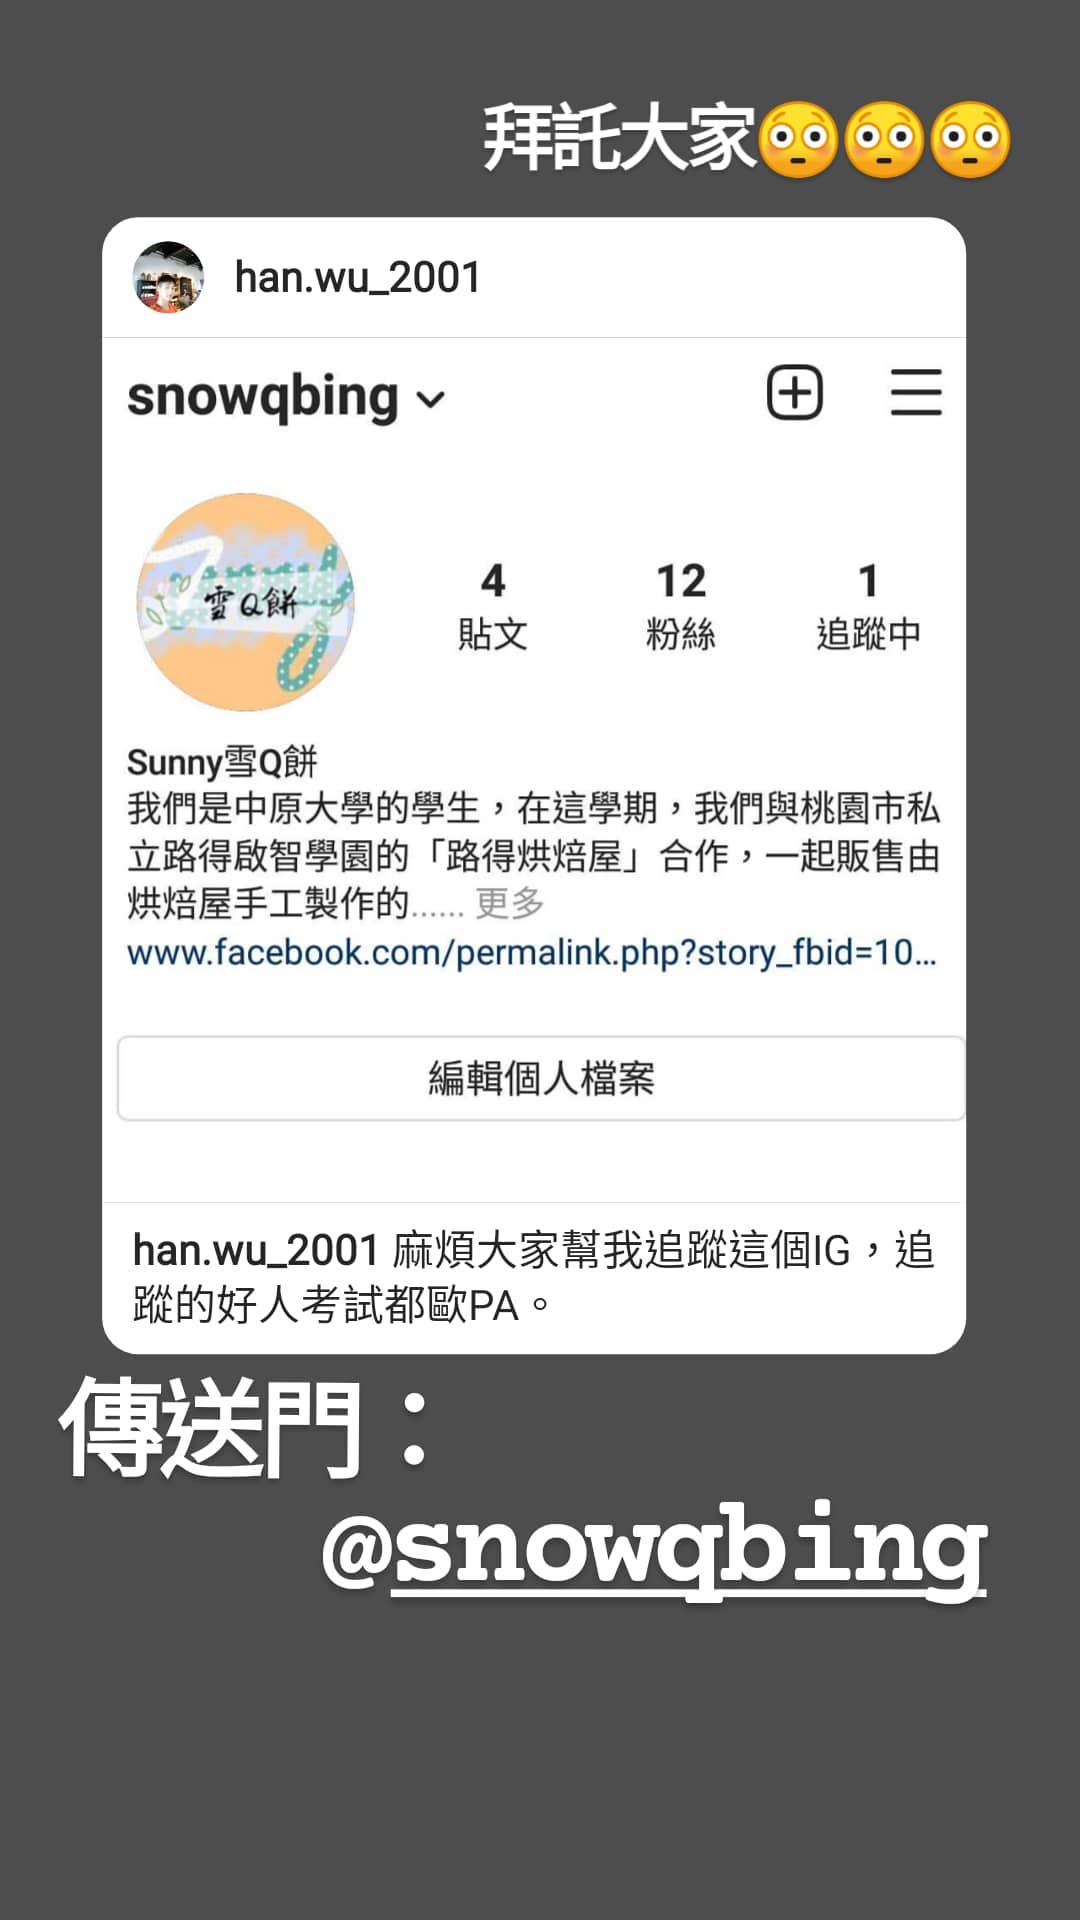 拜託大家😳😳😳
han.wu_2001
snowqbing
Sunny
雪Q餅
4
貼文
12
粉絲
1
追蹤中
Sunny雪Q餅
我們是中原大學的學生，在這學期，我們與桃園市私
立路得啟智學園的「路得烘焙屋」合作，一起販售由
烘焙屋手工製作的...... 更多
www.facebook.com/permalink.php?story_fbid=10...
編輯個人檔案
han.wu_2001 麻煩大家幫我追蹤這個IG，追
蹤的好人考試都歐PA。
傳送門：
@snowqbing